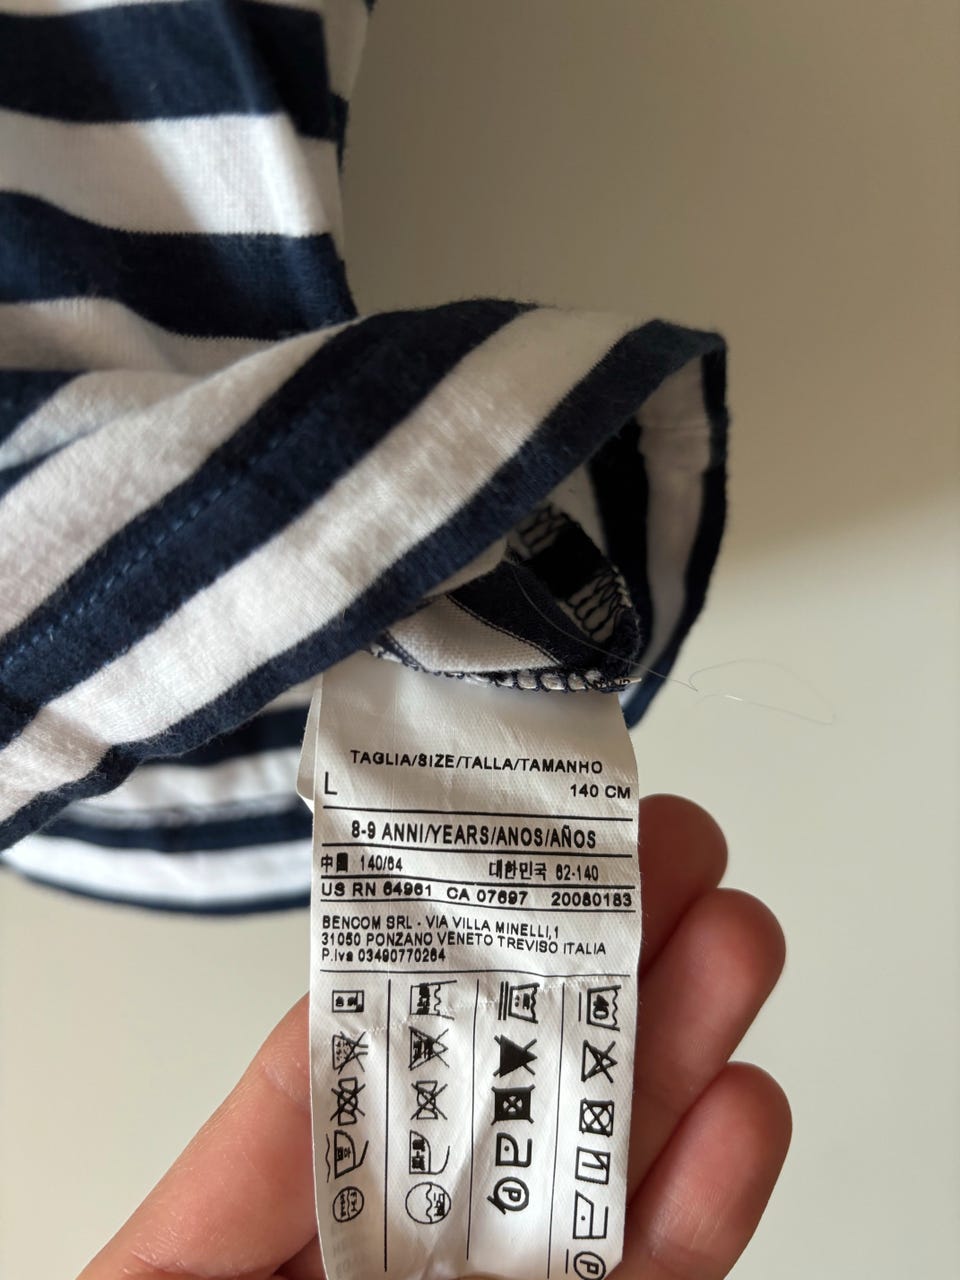 TAGLIA/SIZE/TALLA/TAMANHO
L 140 CM
8-9 ANNI/YEARS/ANOS/AÑOS
中國 140/64 대한민국 62-140
US RN 64961 CA 07697 20080183
BENCOM SRL - VIA VILLA MINELLI,1
31050 PONZANO VENETO TREVISO ITALIA
P.iva 03490770264
40
P
P